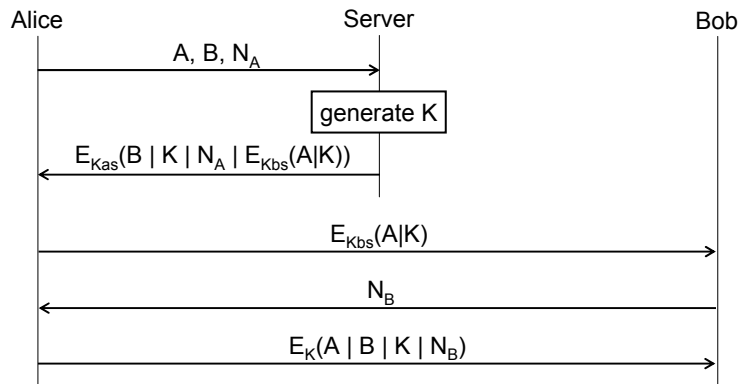 Alice Server Bob
A, B, N_A
generate K
E_Kas(B | K | N_A | E_Kbs(A|K))
E_Kbs(A|K)
N_B
E_K(A | B | K | N_B)